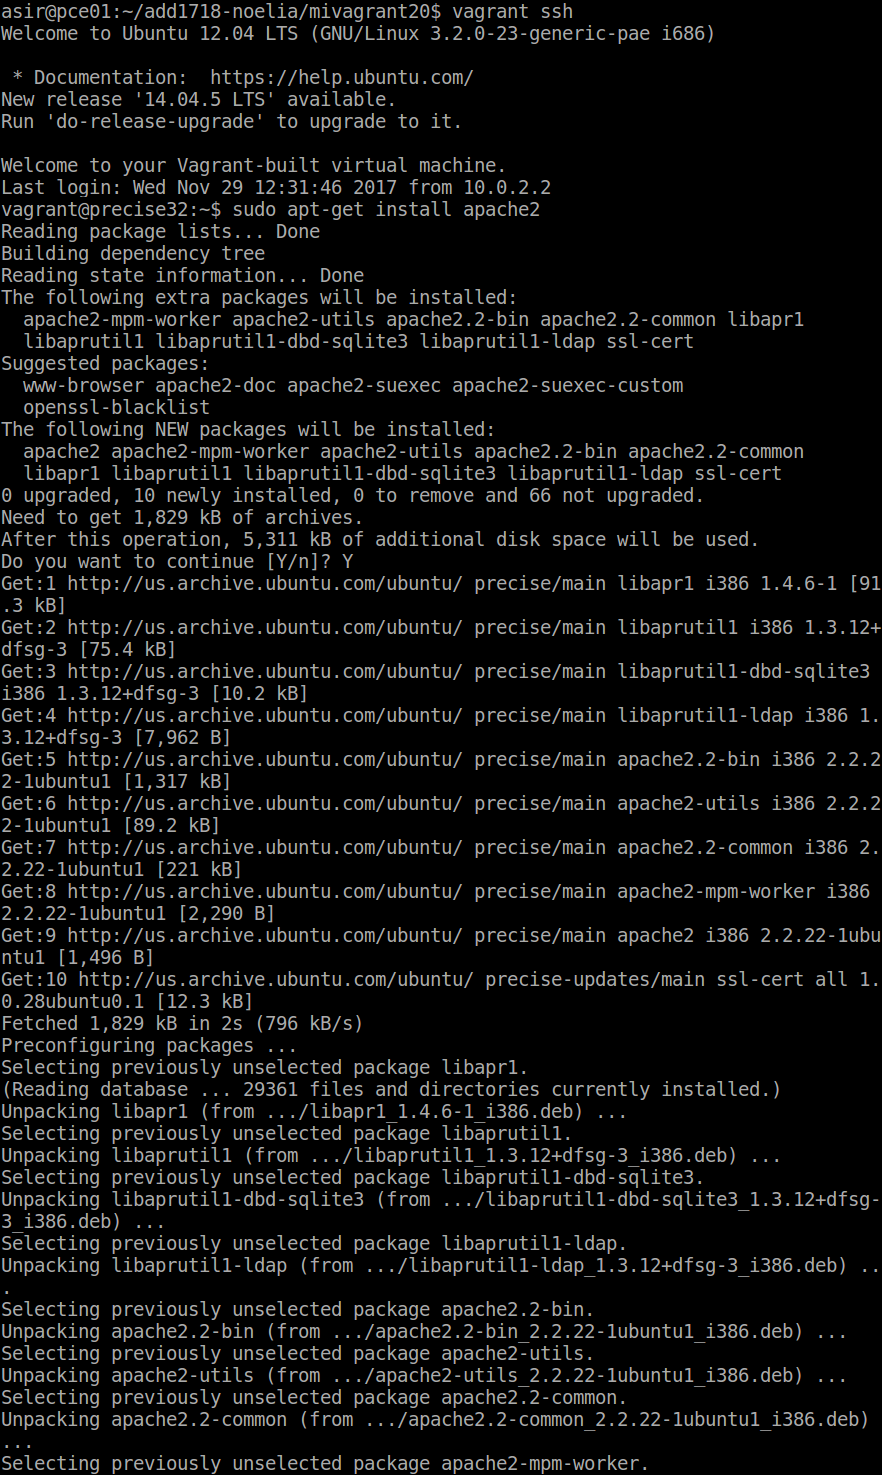 asir@pce01:~/add1718-noelia/mivagrant20$ vagrant ssh
Welcome to Ubuntu 12.04 LTS (GNU/Linux 3.2.0-23-generic-pae i686)
 * Documentation:  https://help.ubuntu.com/
New release '14.04.5 LTS' available.
Run 'do-release-upgrade' to upgrade to it.
Welcome to your Vagrant-built virtual machine.
Last login: Wed Nov 29 12:31:46 2017 from 10.0.2.2
vagrant@precise32:~$ sudo apt-get install apache2
Reading package lists... Done
Building dependency tree
Reading state information... Done
The following extra packages will be installed:
  apache2-mpm-worker apache2-utils apache2.2-bin apache2.2-common libapr1
  libaprutil1 libaprutil1-dbd-sqlite3 libaprutil1-ldap ssl-cert
Suggested packages:
  www-browser apache2-doc apache2-suexec apache2-suexec-custom
  openssl-blacklist
The following NEW packages will be installed:
  apache2 apache2-mpm-worker apache2-utils apache2.2-bin apache2.2-common
  libapr1 libaprutil1 libaprutil1-dbd-sqlite3 libaprutil1-ldap ssl-cert
0 upgraded, 10 newly installed, 0 to remove and 66 not upgraded.
Need to get 1,829 kB of archives.
After this operation, 5,311 kB of additional disk space will be used.
Do you want to continue [Y/n]? Y
Get:1 http://us.archive.ubuntu.com/ubuntu/ precise/main libapr1 i386 1.4.6-1 [91
.3 kB]
Get:2 http://us.archive.ubuntu.com/ubuntu/ precise/main libaprutil1 i386 1.3.12+
dfsg-3 [75.4 kB]
Get:3 http://us.archive.ubuntu.com/ubuntu/ precise/main libaprutil1-dbd-sqlite3
i386 1.3.12+dfsg-3 [10.2 kB]
Get:4 http://us.archive.ubuntu.com/ubuntu/ precise/main libaprutil1-ldap i386 1.
3.12+dfsg-3 [7,962 B]
Get:5 http://us.archive.ubuntu.com/ubuntu/ precise/main apache2.2-bin i386 2.2.2
2-1ubuntu1 [1,317 kB]
Get:6 http://us.archive.ubuntu.com/ubuntu/ precise/main apache2-utils i386 2.2.2
2-1ubuntu1 [89.2 kB]
Get:7 http://us.archive.ubuntu.com/ubuntu/ precise/main apache2.2-common i386 2.
2.22-1ubuntu1 [221 kB]
Get:8 http://us.archive.ubuntu.com/ubuntu/ precise/main apache2-mpm-worker i386
2.2.22-1ubuntu1 [2,290 B]
Get:9 http://us.archive.ubuntu.com/ubuntu/ precise/main apache2 i386 2.2.22-1ubu
ntu1 [1,496 B]
Get:10 http://us.archive.ubuntu.com/ubuntu/ precise-updates/main ssl-cert all 1.
0.28ubuntu0.1 [12.3 kB]
Fetched 1,829 kB in 2s (796 kB/s)
Preconfiguring packages ...
Selecting previously unselected package libapr1.
(Reading database ... 29361 files and directories currently installed.)
Unpacking libapr1 (from .../libapr1_1.4.6-1_i386.deb) ...
Selecting previously unselected package libaprutil1.
Unpacking libaprutil1 (from .../libaprutil1_1.3.12+dfsg-3_i386.deb) ...
Selecting previously unselected package libaprutil1-dbd-sqlite3.
Unpacking libaprutil1-dbd-sqlite3 (from .../libaprutil1-dbd-sqlite3_1.3.12+dfsg-
3_i386.deb) ...
Selecting previously unselected package libaprutil1-ldap.
Unpacking libaprutil1-ldap (from .../libaprutil1-ldap_1.3.12+dfsg-3_i386.deb) ..
.
Selecting previously unselected package apache2.2-bin.
Unpacking apache2.2-bin (from .../apache2.2-bin_2.2.22-1ubuntu1_i386.deb) ...
Selecting previously unselected package apache2-utils.
Unpacking apache2-utils (from .../apache2-utils_2.2.22-1ubuntu1_i386.deb) ...
Selecting previously unselected package apache2.2-common.
Unpacking apache2.2-common (from .../apache2.2-common_2.2.22-1ubuntu1_i386.deb)
...
Selecting previously unselected package apache2-mpm-worker.